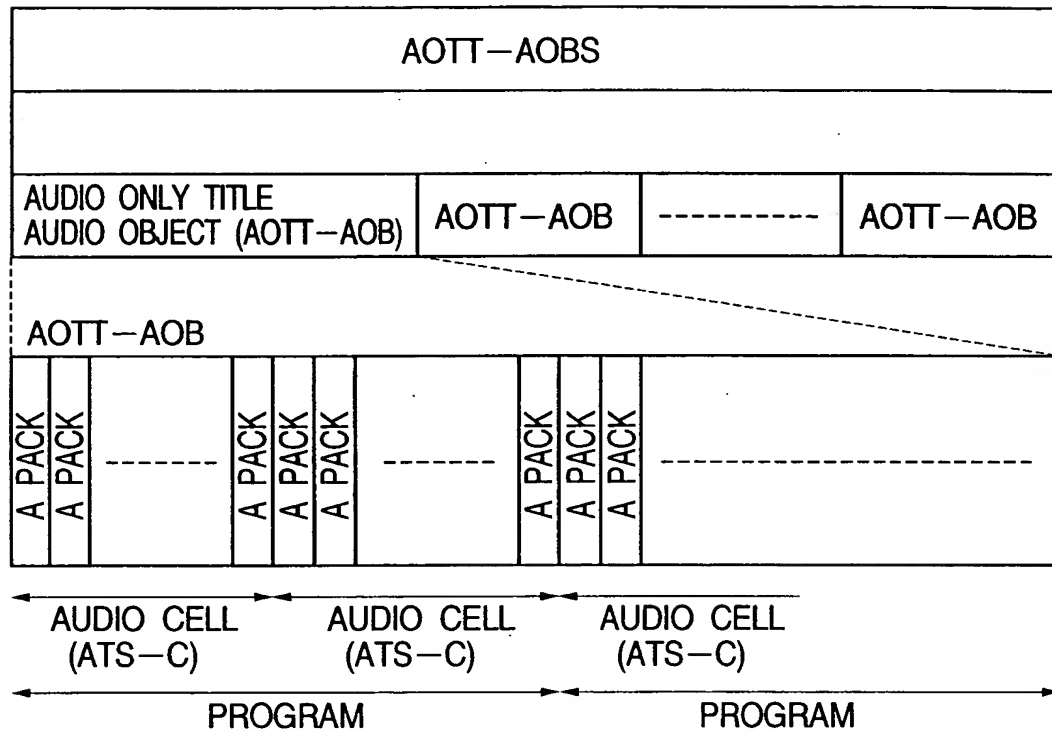 AOTT-AOBS
AUDIO ONLY TITLE
AUDIO OBJECT (AOTT-AOB)
AOTT-AOB
AOTT-AOB
AOTT-AOB
A PACK
A PACK
A PACK
A PACK
A PACK
A PACK
A PACK
A PACK
AUDIO CELL
(ATS-C)
AUDIO CELL
(ATS-C)
AUDIO CELL
(ATS-C)
PROGRAM
PROGRAM